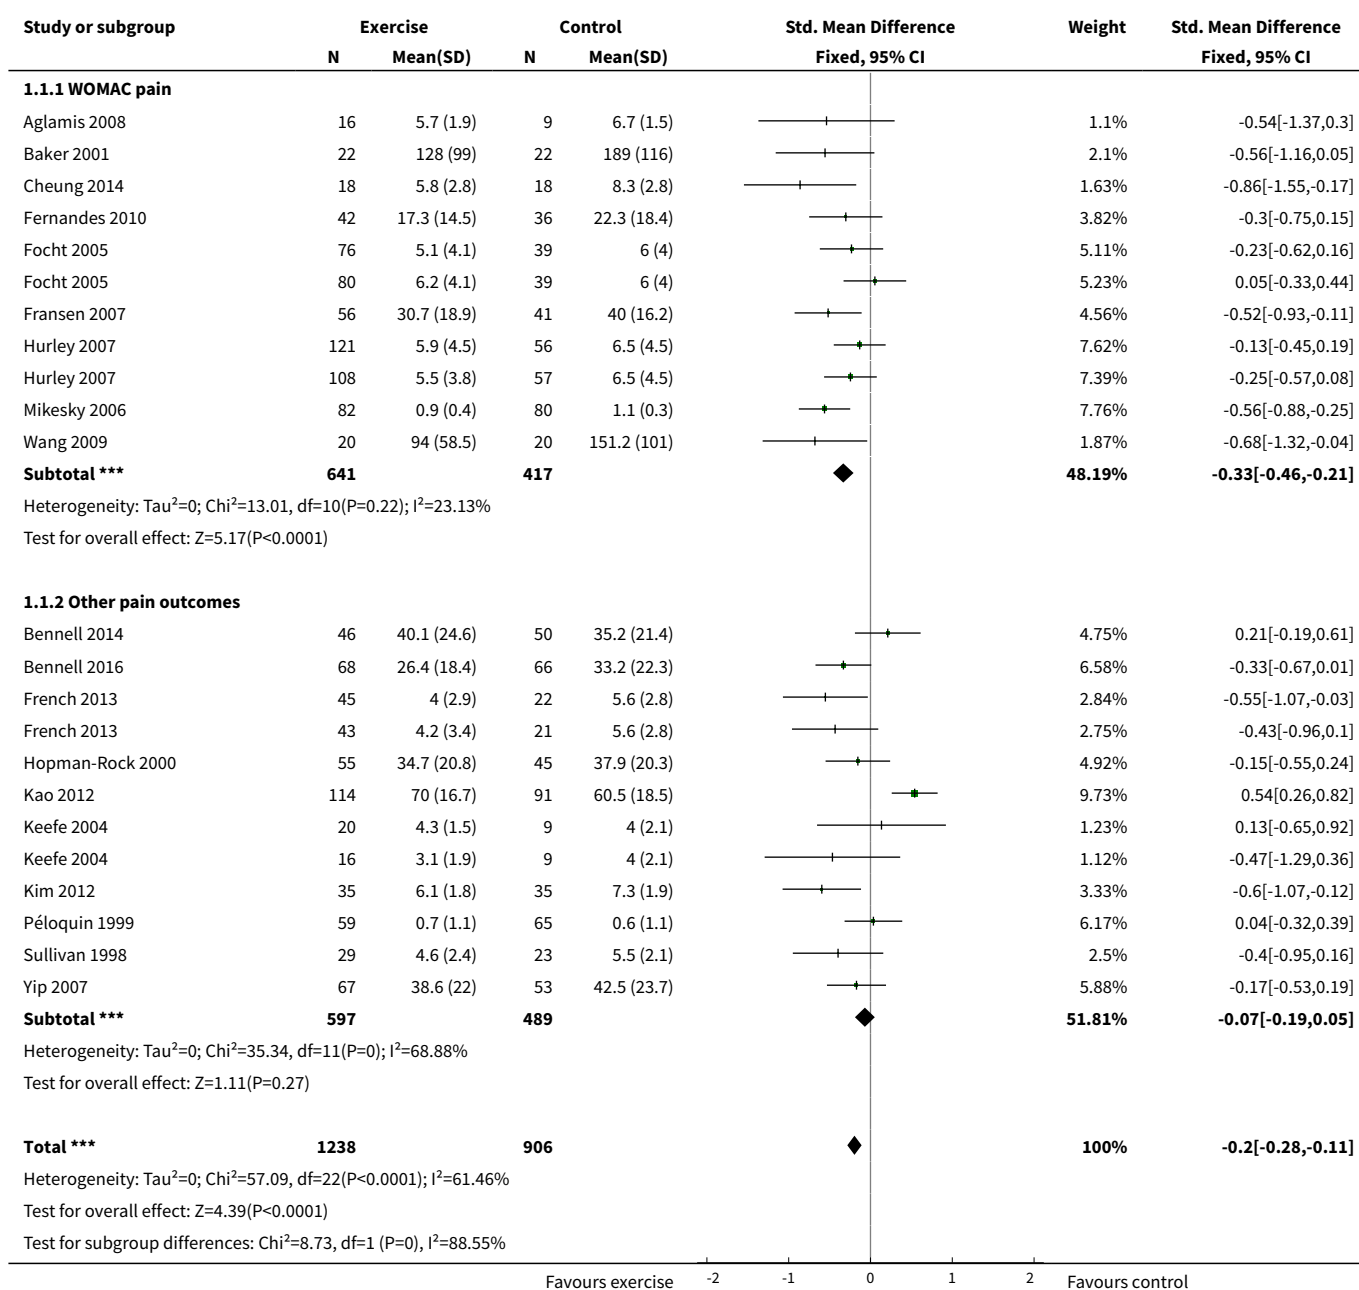 Study or subgroup Exercise Control Std. Mean Difference Weight Std. Mean Difference
N Mean(SD) N Mean(SD) Fixed, 95% CI Fixed, 95% CI
1.1.1 WOMAC pain
Aglamis 2008 16 5.7 (1.9) 9 6.7 (1.5) 1.1% -0.54[-1.37,0.3]
Baker 2001 22 128 (99) 22 189 (116) 2.1% -0.56[-1.16,0.05]
Cheung 2014 18 5.8 (2.8) 18 8.3 (2.8) 1.63% -0.86[-1.55,-0.17]
Fernandes 2010 42 17.3 (14.5) 36 22.3 (18.4) 3.82% -0.3[-0.75,0.15]
Focht 2005 76 5.1 (4.1) 39 6 (4) 5.11% -0.23[-0.62,0.16]
Focht 2005 80 6.2 (4.1) 39 6 (4) 5.23% 0.05[-0.33,0.44]
Fransen 2007 56 30.7 (18.9) 41 40 (16.2) 4.56% -0.52[-0.93,-0.11]
Hurley 2007 121 5.9 (4.5) 56 6.5 (4.5) 7.62% -0.13[-0.45,0.19]
Hurley 2007 108 5.5 (3.8) 57 6.5 (4.5) 7.39% -0.25[-0.57,0.08]
Mikesky 2006 82 0.9 (0.4) 80 1.1 (0.3) 7.76% -0.56[-0.88,-0.25]
Wang 2009 20 94 (58.5) 20 151.2 (101) 1.87% -0.68[-1.32,-0.04]
Subtotal *** 641 417 48.19% -0.33[-0.46,-0.21]
Heterogeneity: Tau²=0; Chi²=13.01, df=10(P=0.22); I²=23.13%
Test for overall effect: Z=5.17(P<0.0001)
1.1.2 Other pain outcomes
Bennell 2014 46 40.1 (24.6) 50 35.2 (21.4) 4.75% 0.21[-0.19,0.61]
Bennell 2016 68 26.4 (18.4) 66 33.2 (22.3) 6.58% -0.33[-0.67,0.01]
French 2013 45 4 (2.9) 22 5.6 (2.8) 2.84% -0.55[-1.07,-0.03]
French 2013 43 4.2 (3.4) 21 5.6 (2.8) 2.75% -0.43[-0.96,0.1]
Hopman-Rock 2000 55 34.7 (20.8) 45 37.9 (20.3) 4.92% -0.15[-0.55,0.24]
Kao 2012 114 70 (16.7) 91 60.5 (18.5) 9.73% 0.54[0.26,0.82]
Keefe 2004 20 4.3 (1.5) 9 4 (2.1) 1.23% 0.13[-0.65,0.92]
Keefe 2004 16 3.1 (1.9) 9 4 (2.1) 1.12% -0.47[-1.29,0.36]
Kim 2012 35 6.1 (1.8) 35 7.3 (1.9) 3.33% -0.6[-1.07,-0.12]
Péloquin 1999 59 0.7 (1.1) 65 0.6 (1.1) 6.17% 0.04[-0.32,0.39]
Sullivan 1998 29 4.6 (2.4) 23 5.5 (2.1) 2.5% -0.4[-0.95,0.16]
Yip 2007 67 38.6 (22) 53 42.5 (23.7) 5.88% -0.17[-0.53,0.19]
Subtotal *** 597 489 51.81% -0.07[-0.19,0.05]
Heterogeneity: Tau²=0; Chi²=35.34, df=11(P=0); I²=68.88%
Test for overall effect: Z=1.11(P=0.27)
Total *** 1238 906 100% -0.2[-0.28,-0.11]
Heterogeneity: Tau²=0; Chi²=57.09, df=22(P<0.0001); I²=61.46%
Test for overall effect: Z=4.39(P<0.0001)
Test for subgroup differences: Chi²=8.73, df=1 (P=0), I²=88.55%
Favours exercise -2 -1 0 1 2 Favours control